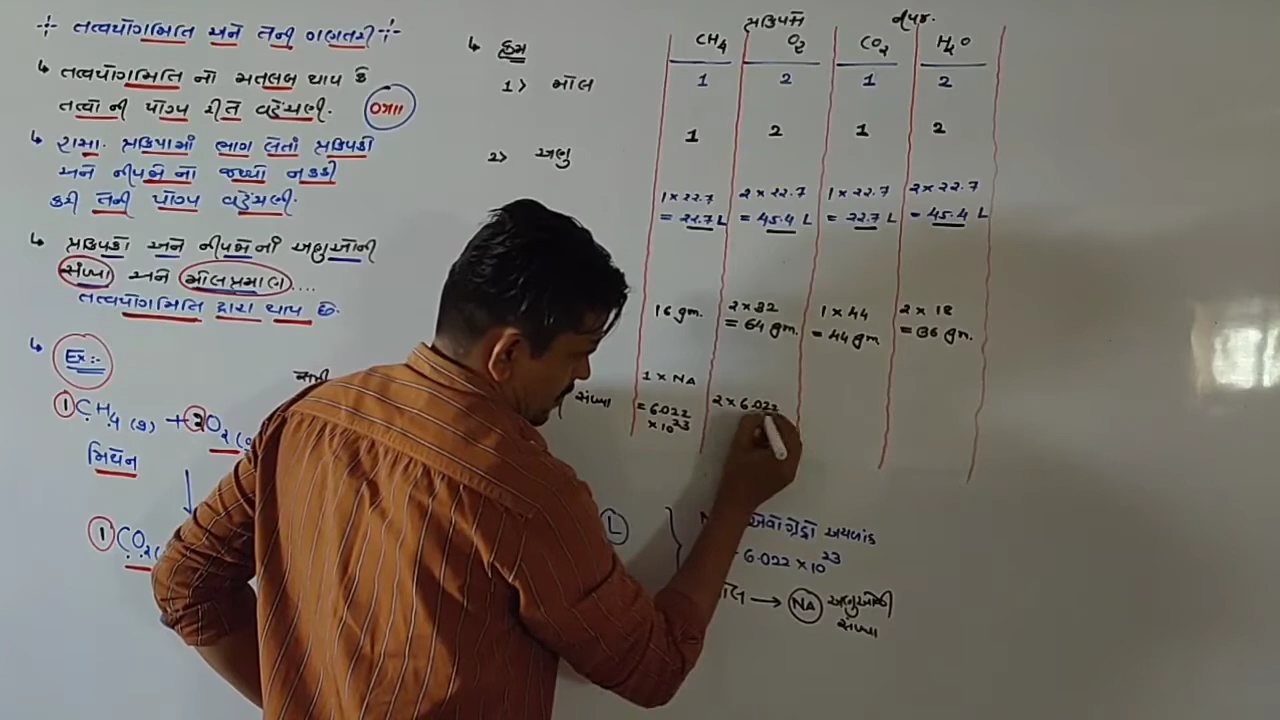 તત્વયોગમિતિ અને તેની ગણતરી
↳ તત્વયોગમિતિ નો મતલબ થાય કે
તત્વો ની યોગ્ય રીતે વહેંચણી.
↳ રાસા. પ્રક્રિયામાં ભાગ લેતાં પ્રક્રિયકો
અને નીપજો નો જથ્થો નક્કી
કરી તેની યોગ્ય વહેંચણી.
↳ પ્રક્રિયકો અને નીપજોની અણુઓની
સંખ્યા અને મોલપ્રમાણ....
તત્વયોગમિતિ દ્વારા થાય છે.
↳ Ex:-
1 CH4 (g) + 2O2 (
મિથેન
1 CO2 (
↳ ક્રમ
પ્રક્રિયકો નીપજ.
CH4 O2 CO2 H2O
1> મોલ 1 2 1 2
2> અણુ 1 2 1 2
1 × 22.7 2 × 22.7 1 × 22.7 2 × 22.7
= 22.7 L = 45.4 L = 22.7 L = 45.4 L
16 gm. 2 × 32 1 × 44 2 × 18
= 64 gm. = 44 gm. = 36 gm.
1 × NA
સંખ્યા = 6.022 2 × 6.022
× 10^23
L
એવોગેડ્રો અચળાંક
6.022 × 10^23
મોલ → NA અણુઓની
સંખ્યા